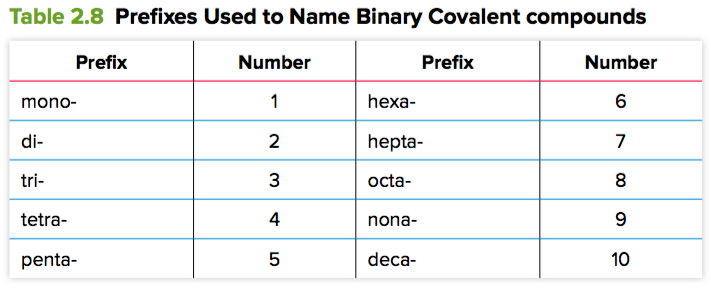 Table 2.8 Prefixes Used to Name Binary Covalent compounds
Prefix Number Prefix Number
mono- 1 hexa- 6
di- 2 hepta- 7
tri- 3 octa- 8
tetra- 4 nona- 9
penta- 5 deca- 10